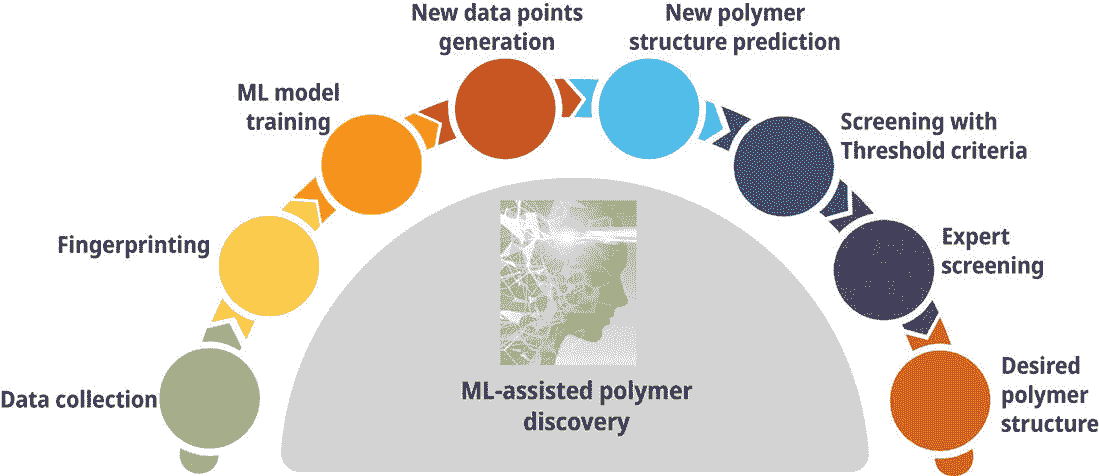 New data points
generation
New polymer
structure prediction
ML model
training
Screening with
Threshold criteria
Fingerprinting
Expert
screening
Data collection
ML-assisted polymer
discovery
Desired
polymer
structure